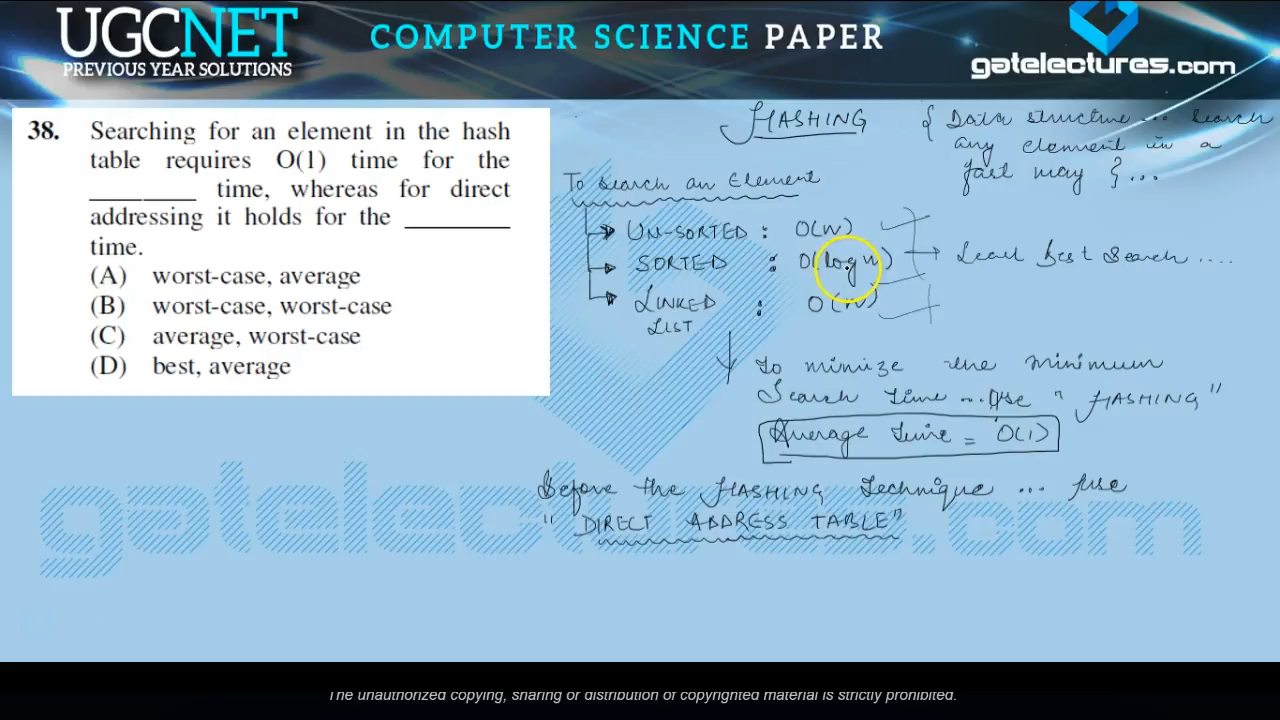 UGCNET
PREVIOUS YEAR SOLUTIONS
COMPUTER SCIENCE PAPER
gatelectures.com
38. Searching for an element in the hash
table requires O(1) time for the
________ time, whereas for direct
addressing it holds for the ________
time.
(A) worst-case, average
(B) worst-case, worst-case
(C) average, worst-case
(D) best, average
HASHING
{ Data structure ... search
any element in a
fast way } ...
To search an Element
UN-SORTED : O(N)
SORTED : O(log n)
LINKED : O(N)
LIST
Best Search ....
To minimize the minimum
Search time ... Use "HASHING"
Average time = O(1)
Before the HASHING Technique ... use
"DIRECT ADDRESS TABLE"
gatelectures.com
The unauthorized copying, sharing or distribution of copyrighted material is strictly prohibited.